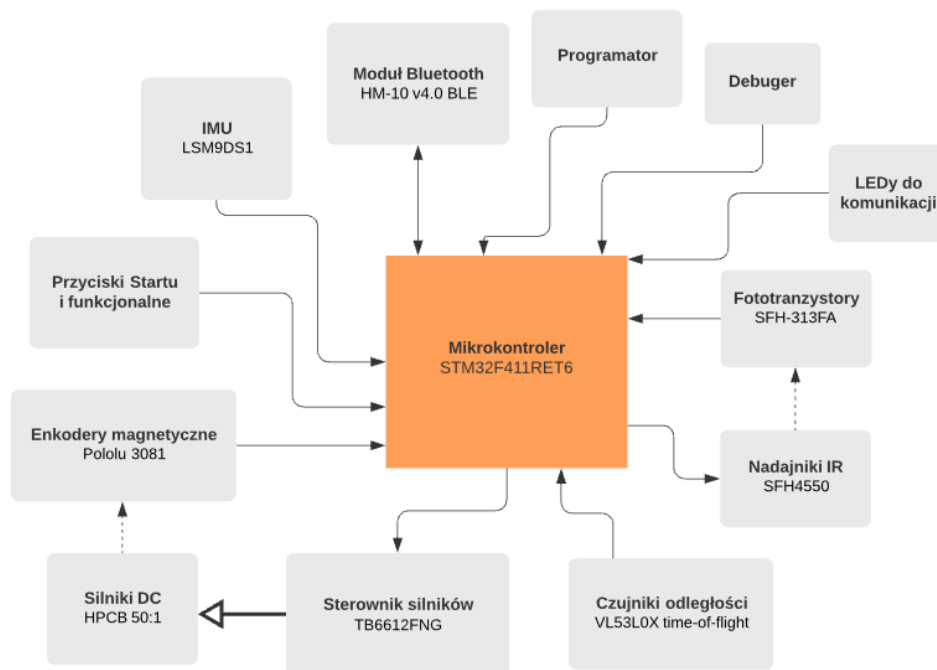 Programator
Moduł Bluetooth
HM-10 v4.0 BLE
Debuger
IMU
LSM9DS1
LEDy do
komunikacji
Przyciski Startu
i funkcjonalne
Fototranzystory
SFH-313FA
Mikrokontroler
STM32F411RET6
Enkodery magnetyczne
Pololu 3081
Nadajniki IR
SFH4550
Silniki DC
HPCB 50:1
Sterownik silników
TB6612FNG
Czujniki odległości
VL53L0X time-of-flight